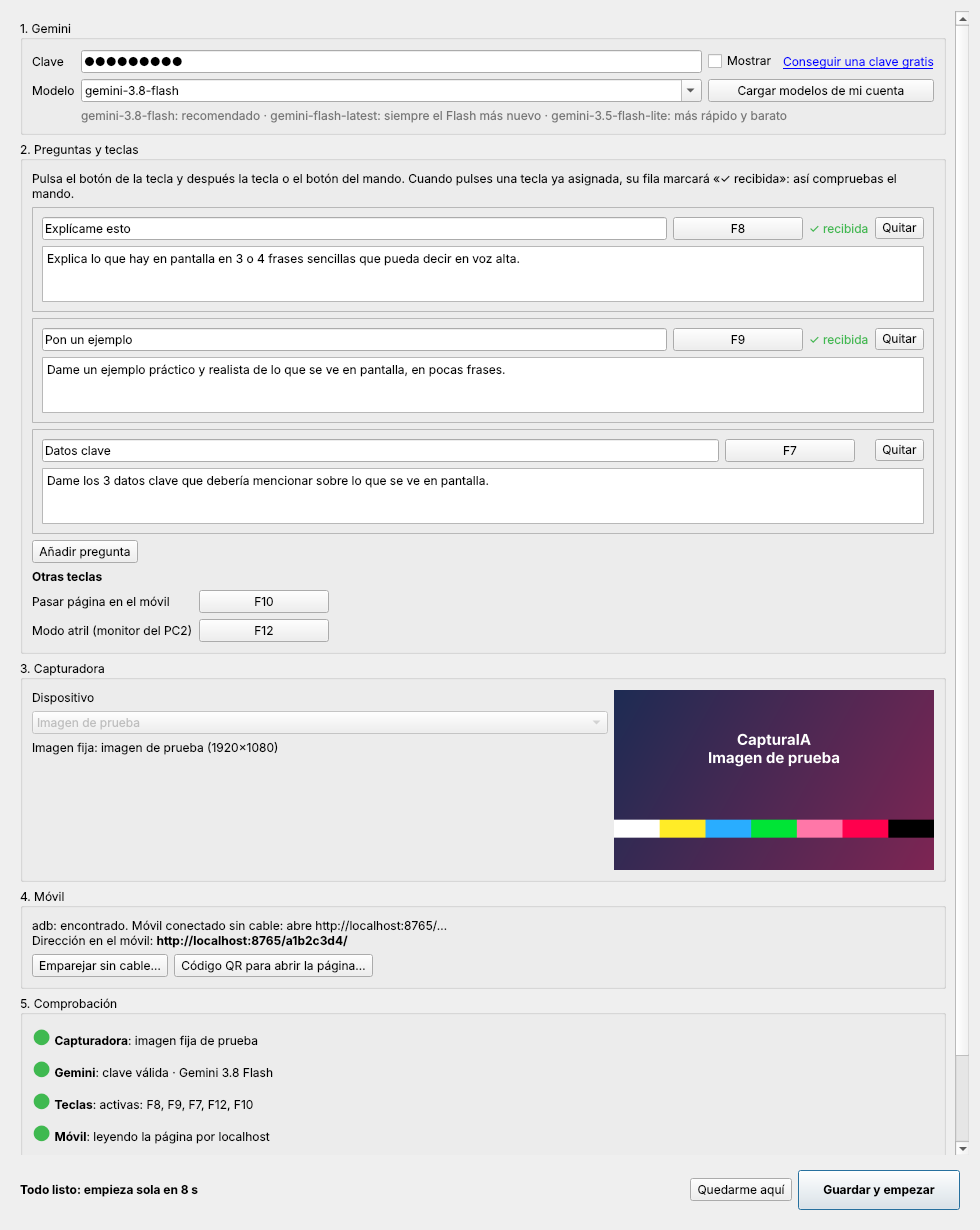 1. Gemini
Clave ●●●●●●●●● Mostrar Conseguir una clave gratis
Modelo gemini-3.8-flash Cargar modelos de mi cuenta
gemini-3.8-flash: recomendado · gemini-flash-latest: siempre el Flash más nuevo · gemini-3.5-flash-lite: más rápido y barato
2. Preguntas y teclas
Pulsa el botón de la tecla y después la tecla o el botón del mando. Cuando pulses una tecla ya asignada, su fila marcará «✓ recibida»: así compruebas el
mando.
Explícame esto F8 ✓ recibida Quitar
Explica lo que hay en pantalla en 3 o 4 frases sencillas que pueda decir en voz alta.
Pon un ejemplo F9 ✓ recibida Quitar
Dame un ejemplo práctico y realista de lo que se ve en pantalla, en pocas frases.
Datos clave F7 Quitar
Dame los 3 datos clave que debería mencionar sobre lo que se ve en pantalla.
Añadir pregunta
Otras teclas
Pasar página en el móvil F10
Modo atril (monitor del PC2) F12
3. Capturadora
Dispositivo
Imagen de prueba
Imagen fija: imagen de prueba (1920×1080)
CapturaIA
Imagen de prueba
4. Móvil
adb: encontrado. Móvil conectado sin cable: abre http://localhost:8765/...
Dirección en el móvil: http://localhost:8765/a1b2c3d4/
Emparejar sin cable... Código QR para abrir la página...
5. Comprobación
Capturadora: imagen fija de prueba
Gemini: clave válida · Gemini 3.8 Flash
Teclas: activas: F8, F9, F7, F12, F10
Móvil: leyendo la página por localhost
Todo listo: empieza sola en 8 s Quedarme aquí Guardar y empezar